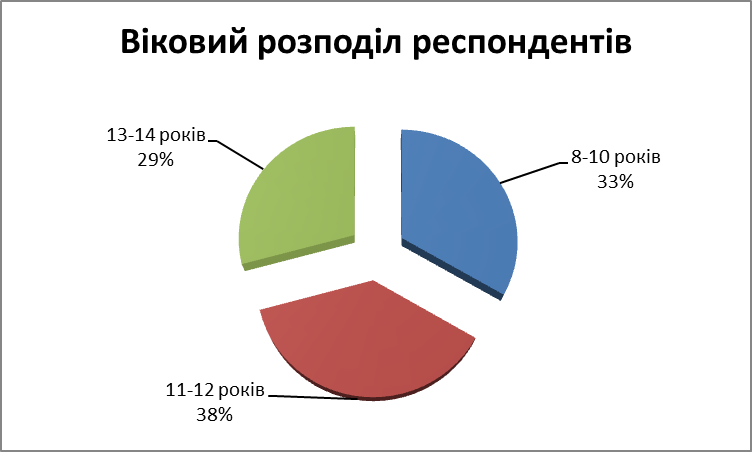 Віковий розподіл респондентів
13-14 років
29%
8-10 років
33%
11-12 років
38%